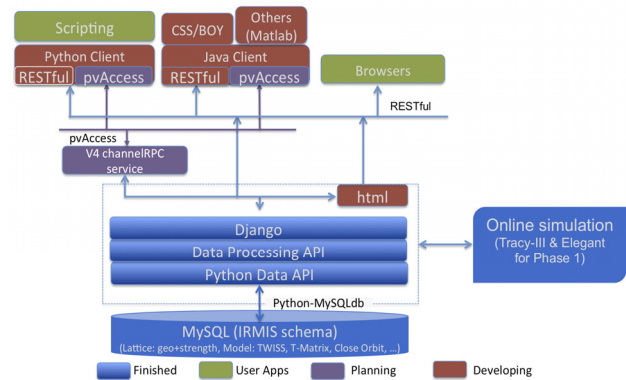 Scripting
CSS/BOY
Others
(Matlab)
Python Client
RESTful
pvAccess
Java Client
RESTful
pvAccess
Browsers
RESTful
pvAccess
V4 channelRPC
service
html
Django
Data Processing API
Python Data API
Online simulation
(Tracy-III & Elegant
for Phase 1)
Python-MySQLdb
MySQL (IRMIS schema)
(Lattice: geo+strength, Model: TWISS, T-Matrix, Close Orbit, ...)
Finished
User Apps
Planning
Developing